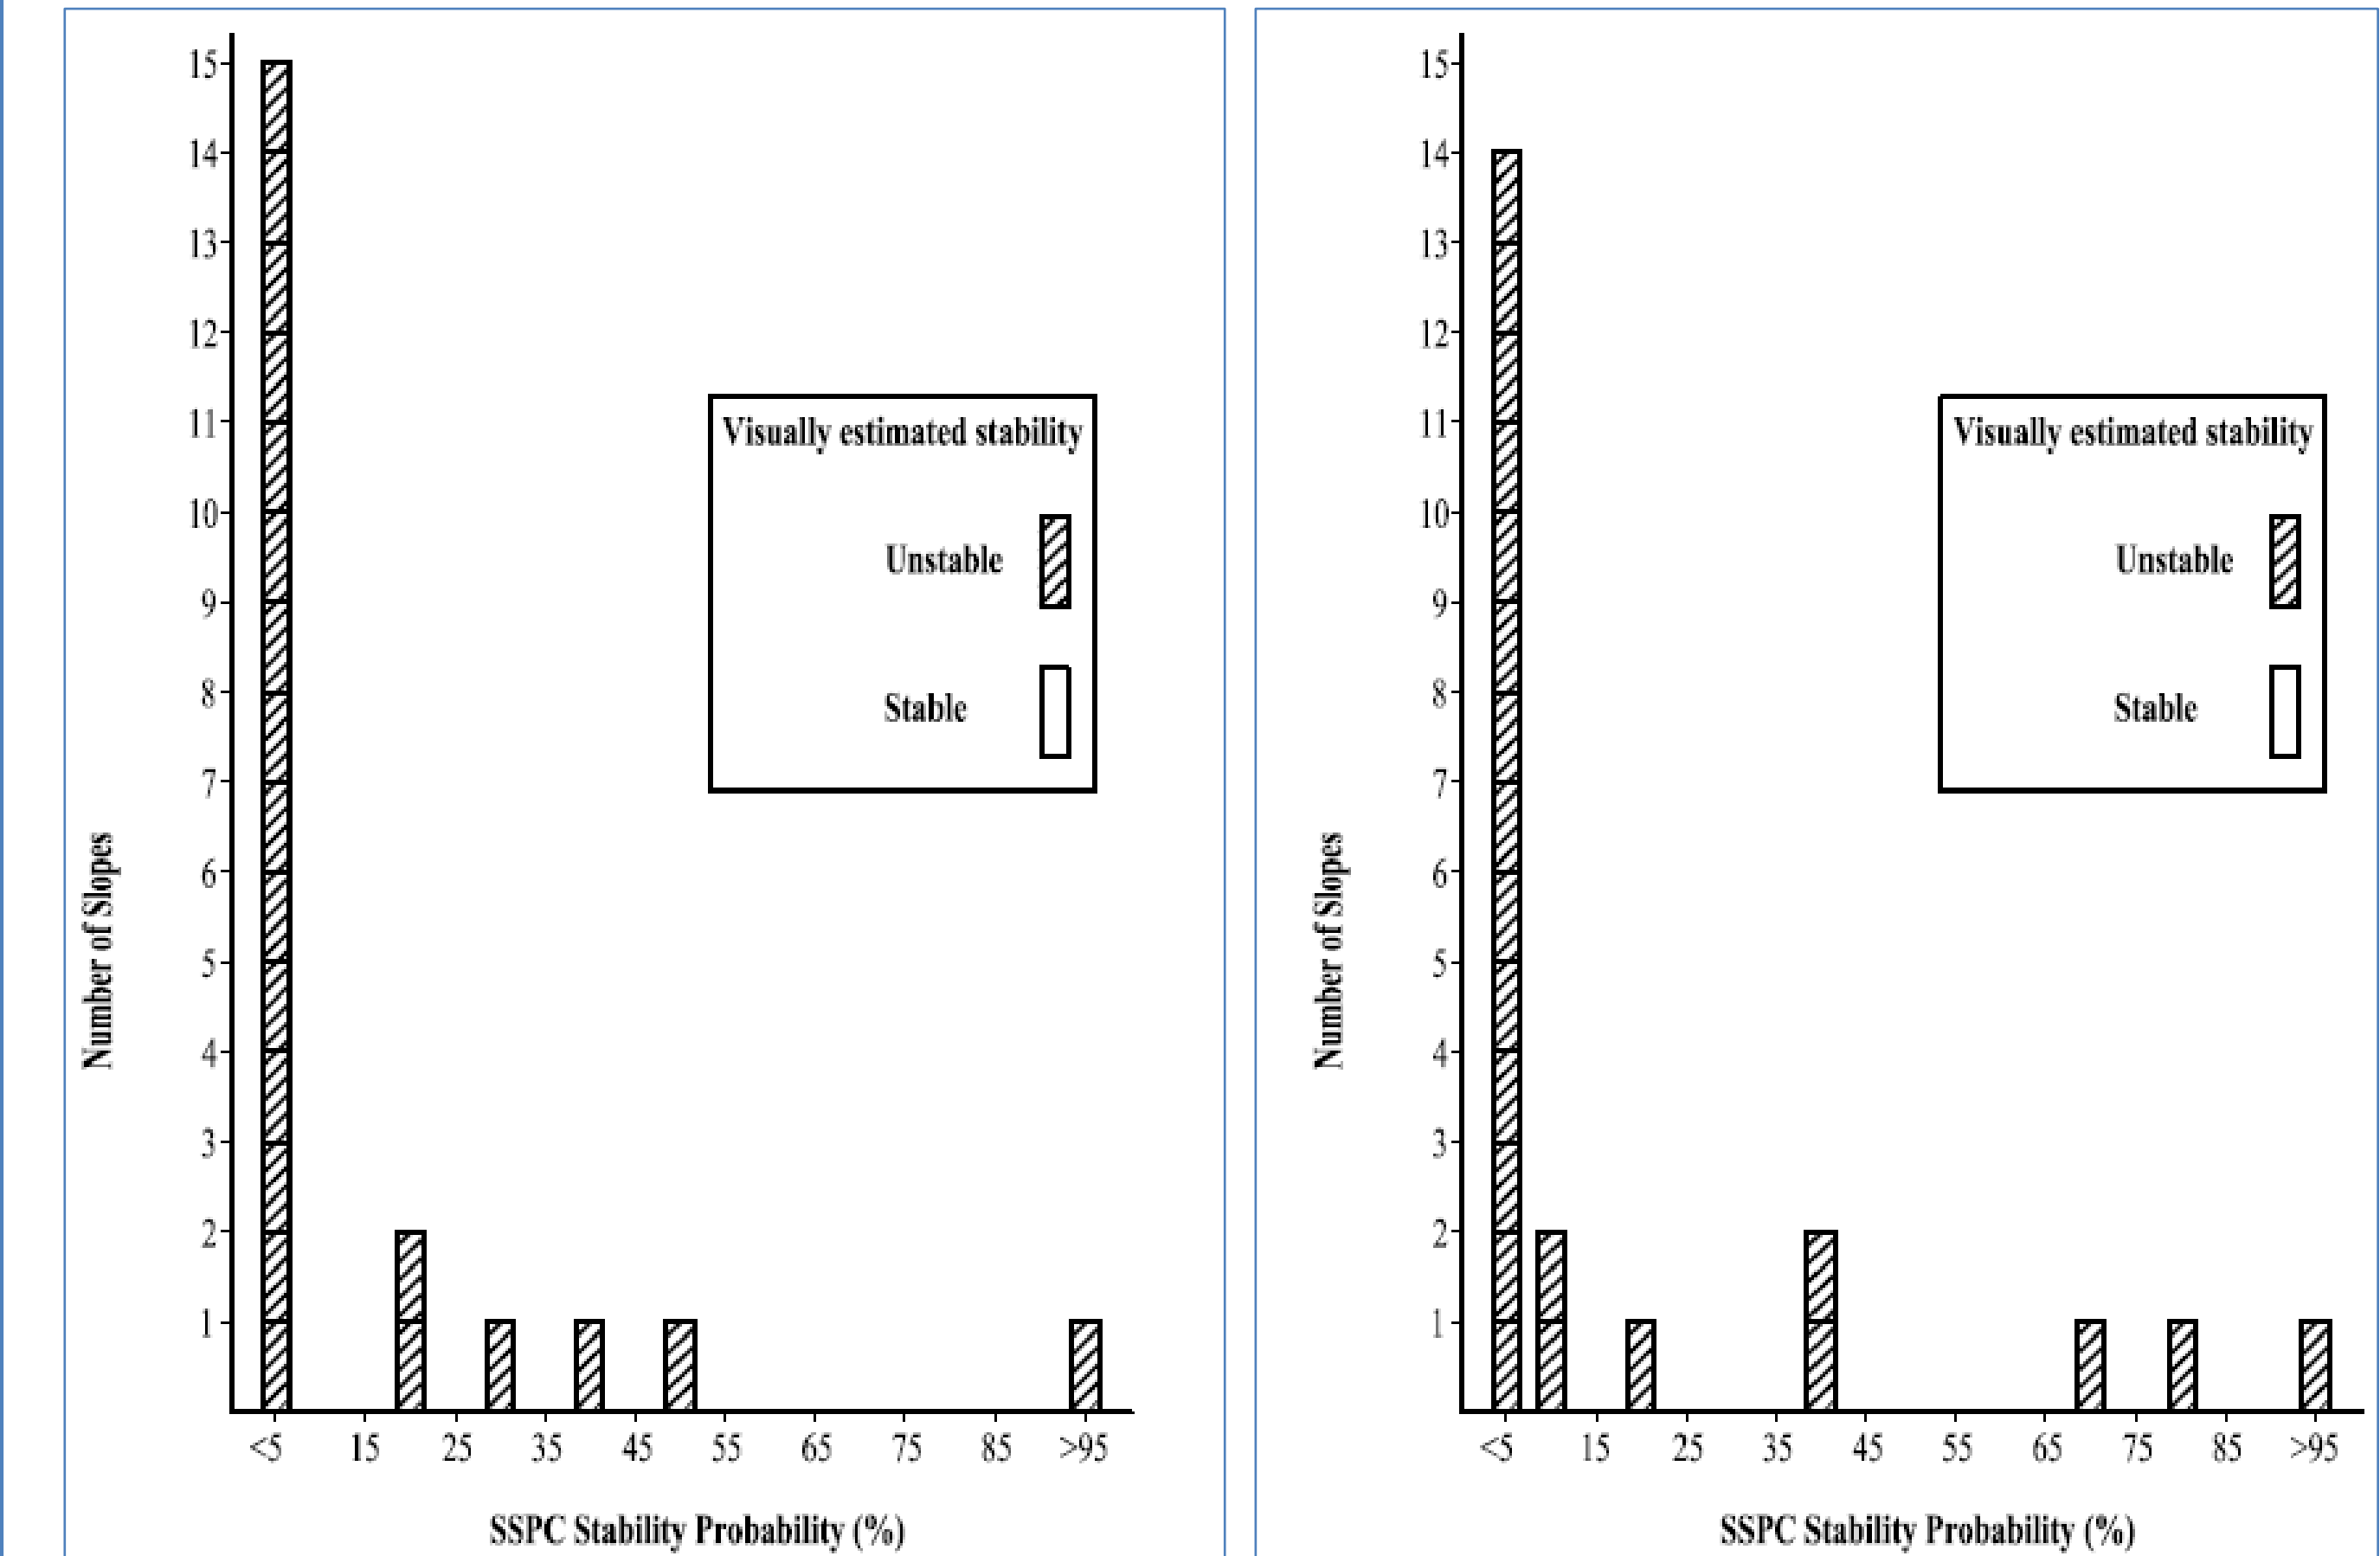 15
14
13
12
11
10
9
8
7
6
5
4
3
2
1
Number of Slopes
Visually estimated stability
Unstable
Stable
<5 15 25 35 45 55 65 75 85 >95
SSPC Stability Probability (%)
15
14
13
12
11
10
9
8
7
6
5
4
3
2
1
Number of Slopes
Visually estimated stability
Unstable
Stable
<5 15 25 35 45 55 65 75 85 >95
SSPC Stability Probability (%)